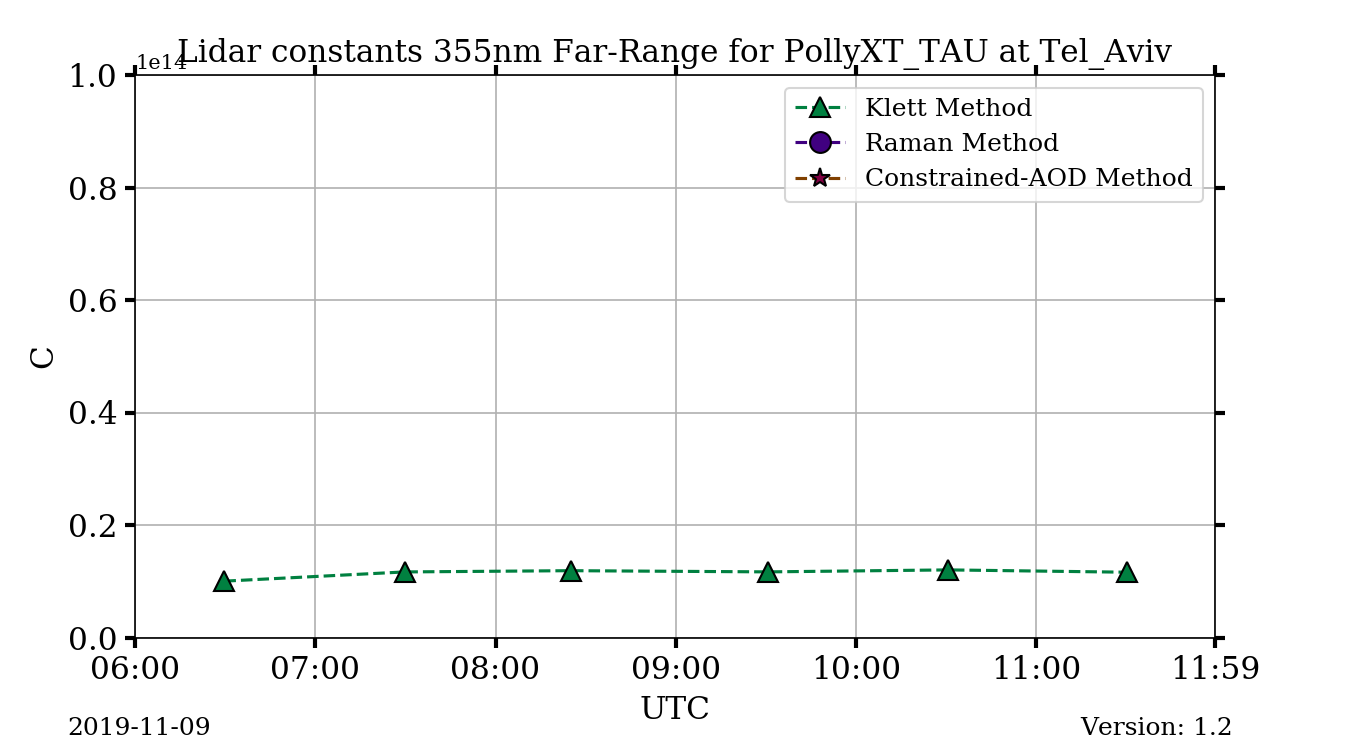 Lidar constants 355nm Far-Range for PollyXT_TAU at Tel_Aviv
1e14
1.0
0.8
0.6
0.4
0.2
0.0
C
Klett Method
Raman Method
Constrained-AOD Method
06:00 07:00 08:00 09:00 10:00 11:00 11:59
UTC
2019-11-09 Version: 1.2